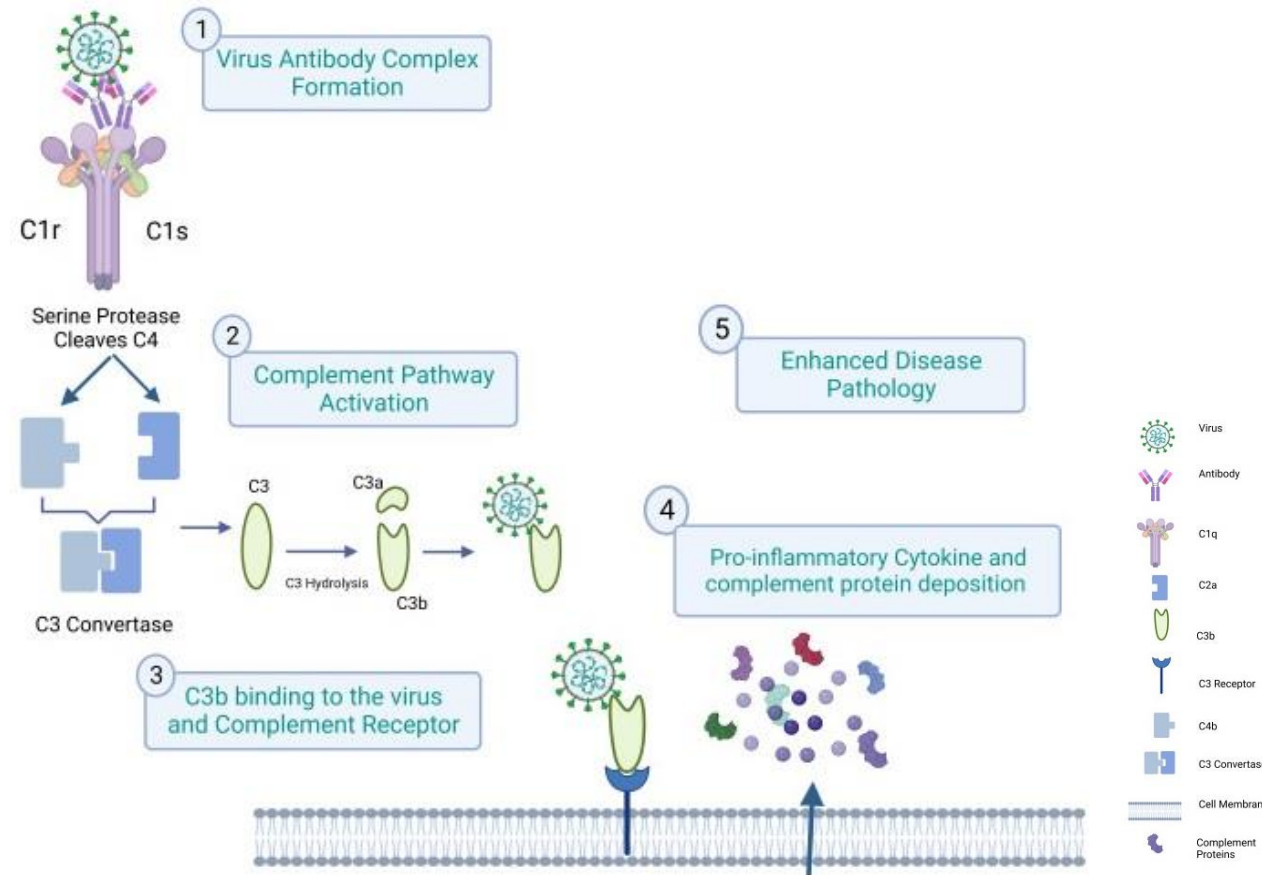 1
Virus Antibody Complex
Formation
C1r
C1s
Serine Protease
Cleaves C4
2
Complement Pathway
Activation
C3
C3a
C3 Hydrolysis
C3b
C3 Convertase
3
C3b binding to the virus
and Complement Receptor
5
Enhanced Disease
Pathology
4
Pro-inflammatory Cytokine and
complement protein deposition
Virus
Antibody
C1q
C2a
C3b
C3 Receptor
C4b
C3 Convertase
Cell Membran
Complement
Proteins